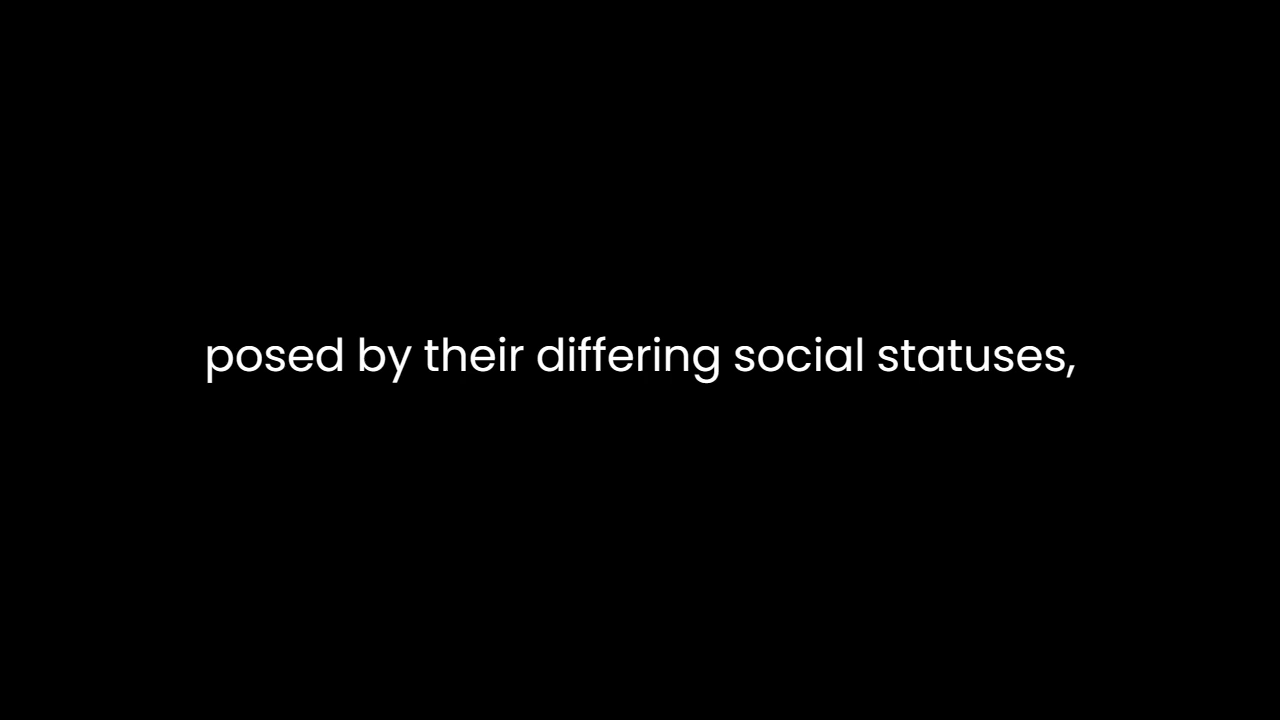 posed by their differing social statuses,